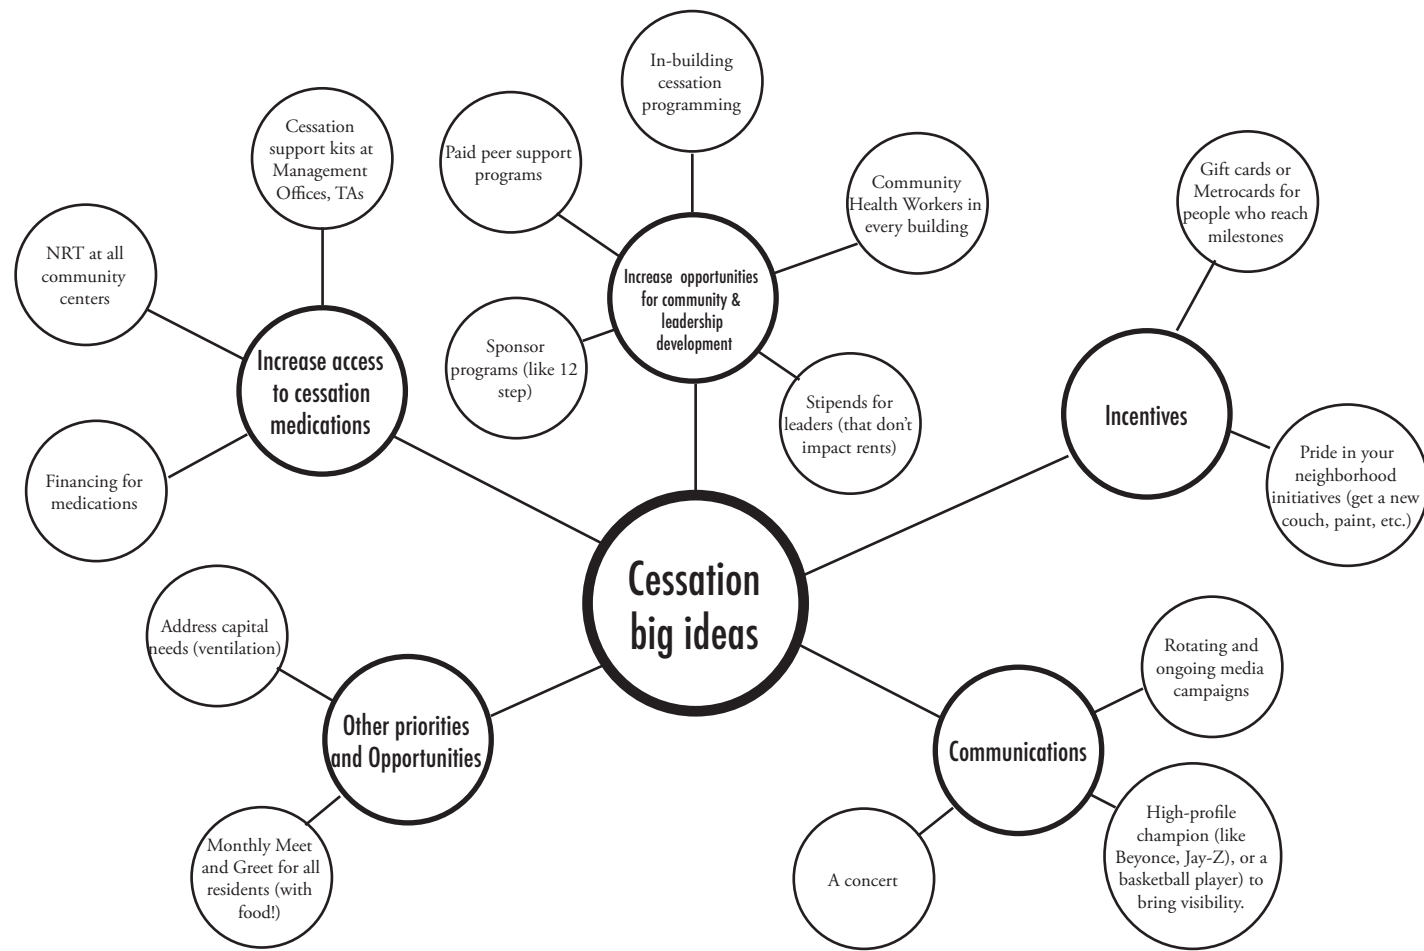 In-building
cessation
programming
Cessation
support kits at
Management
Offices, TAs
Paid peer support
programs
Community
Health Workers in
every building
Gift cards or
Metrocards for
people who reach
milestones
NRT at all
community
centers
Increase opportunities
for community &
leadership
development
Increase access
to cessation
medications
Sponsor
programs (like 12
step)
Stipends for
leaders (that don't
impact rents)
Incentives
Financing for
medications
Pride in your
neighborhood
initiatives (get a new
couch, paint, etc.)
Cessation
big ideas
Address capital
needs (ventilation)
Rotating and
ongoing media
campaigns
Other priorities
and Opportunities
Communications
Monthly Meet
and Greet for all
residents (with
food!)
A concert
High-profile
champion (like
Beyonce, Jay-Z), or a
basketball player) to
bring visibility.